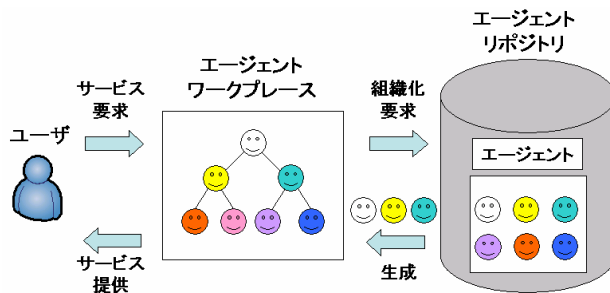 ユーザ
サービス
要求
サービス
提供
エージェント
ワークプレース
組織化
要求
生成
エージェント
リポジトリ
エージェント